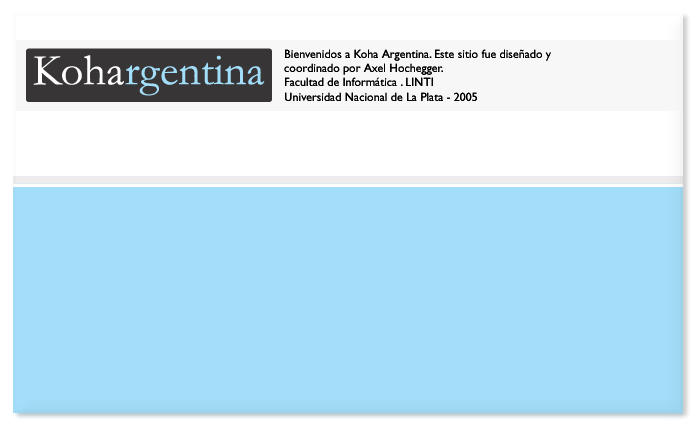 Kohargentina
Bienvenidos a Koha Argentina. Este sitio fue diseñado y
coordinado por Axel Hochegger.
Facultad de Informática . LINTI
Universidad Nacional de La Plata - 2005